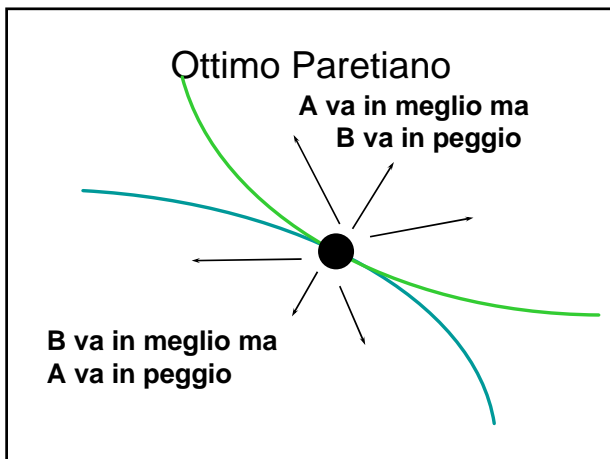 Ottimo Paretiano
A va in meglio ma
B va in peggio
B va in meglio ma
A va in peggio